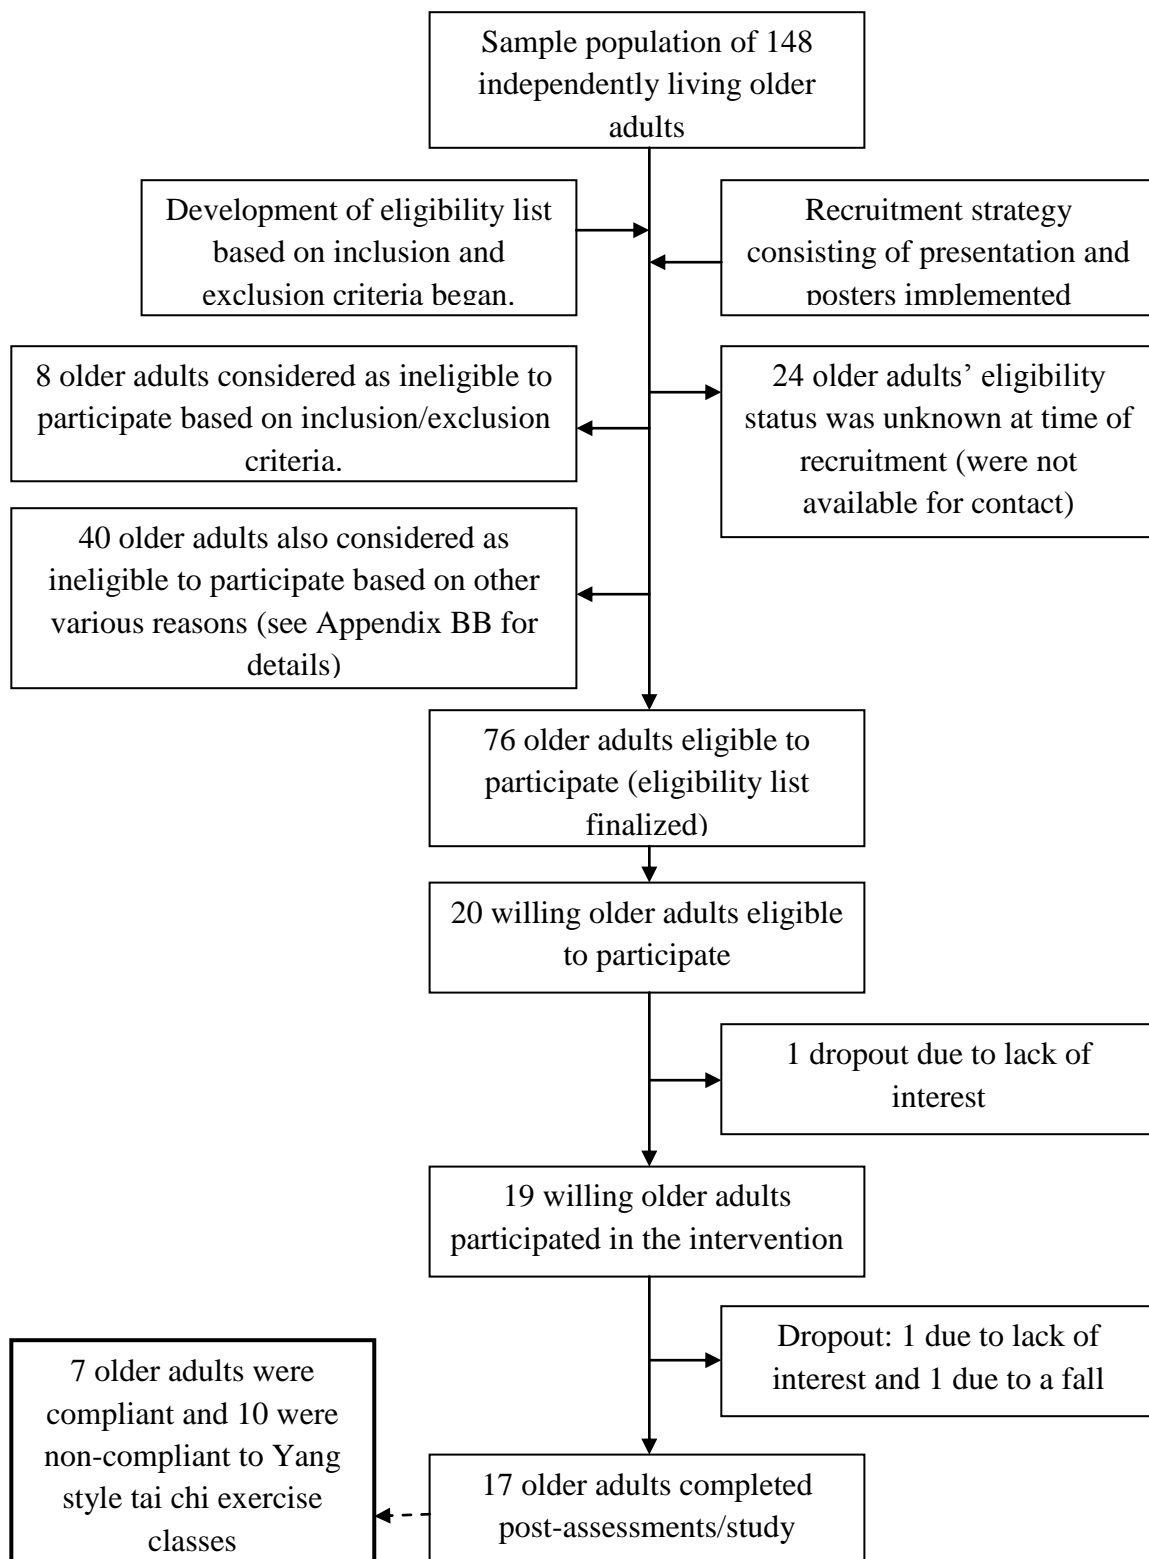 Sample population of 148
independently living older
adults
Development of eligibility list
based on inclusion and
exclusion criteria began.
Recruitment strategy
consisting of presentation and
posters implemented
8 older adults considered as ineligible to
participate based on inclusion/exclusion
criteria.
24 older adults’ eligibility
status was unknown at time of
recruitment (were not
available for contact)
40 older adults also considered as
ineligible to participate based on other
various reasons (see Appendix BB for
details)
76 older adults eligible to
participate (eligibility list
finalized)
20 willing older adults eligible
to participate
1 dropout due to lack of
interest
19 willing older adults
participated in the intervention
Dropout: 1 due to lack of
interest and 1 due to a fall
7 older adults were
compliant and 10 were
non-compliant to Yang
style tai chi exercise
classes
17 older adults completed
post-assessments/study